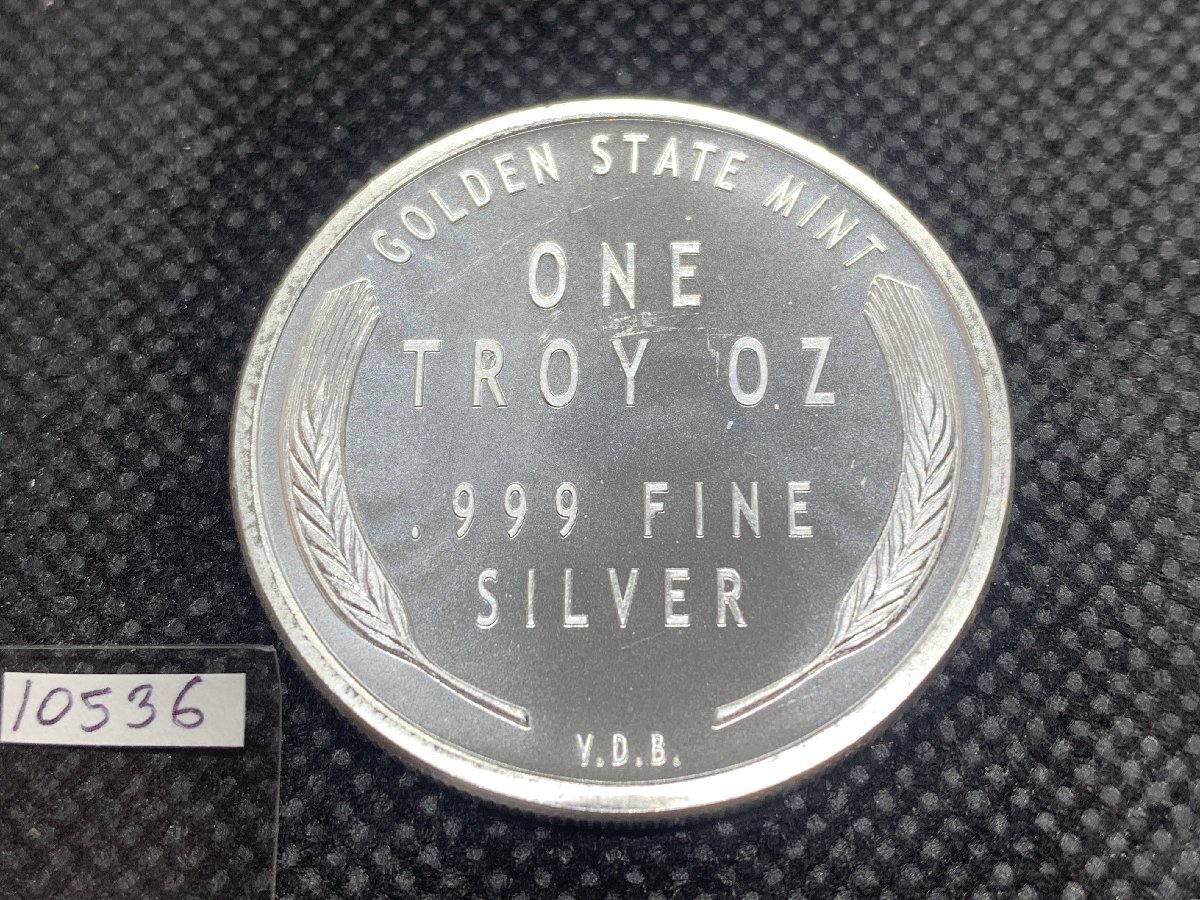 GOLDEN STATE MINT
ONE
TROY OZ
.999 FINE
SILVER
V.D.B.
10536